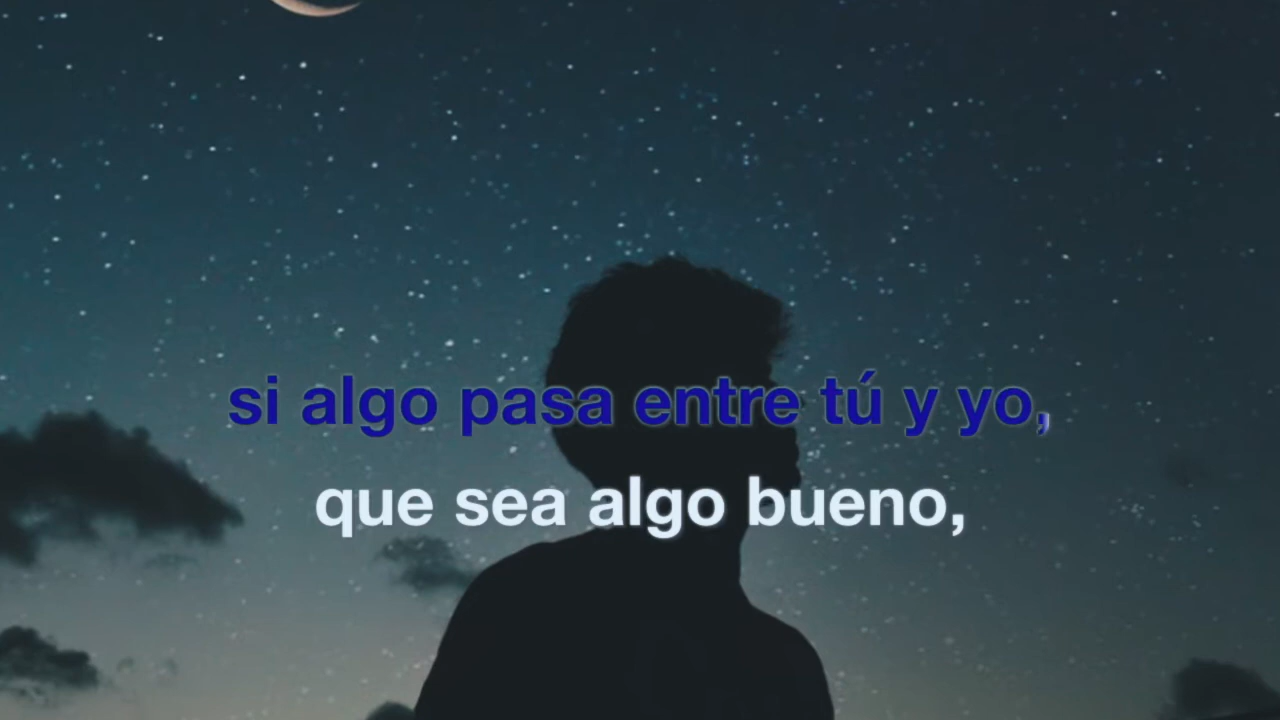 si algo pasa entre tú y yo,
que sea algo bueno,